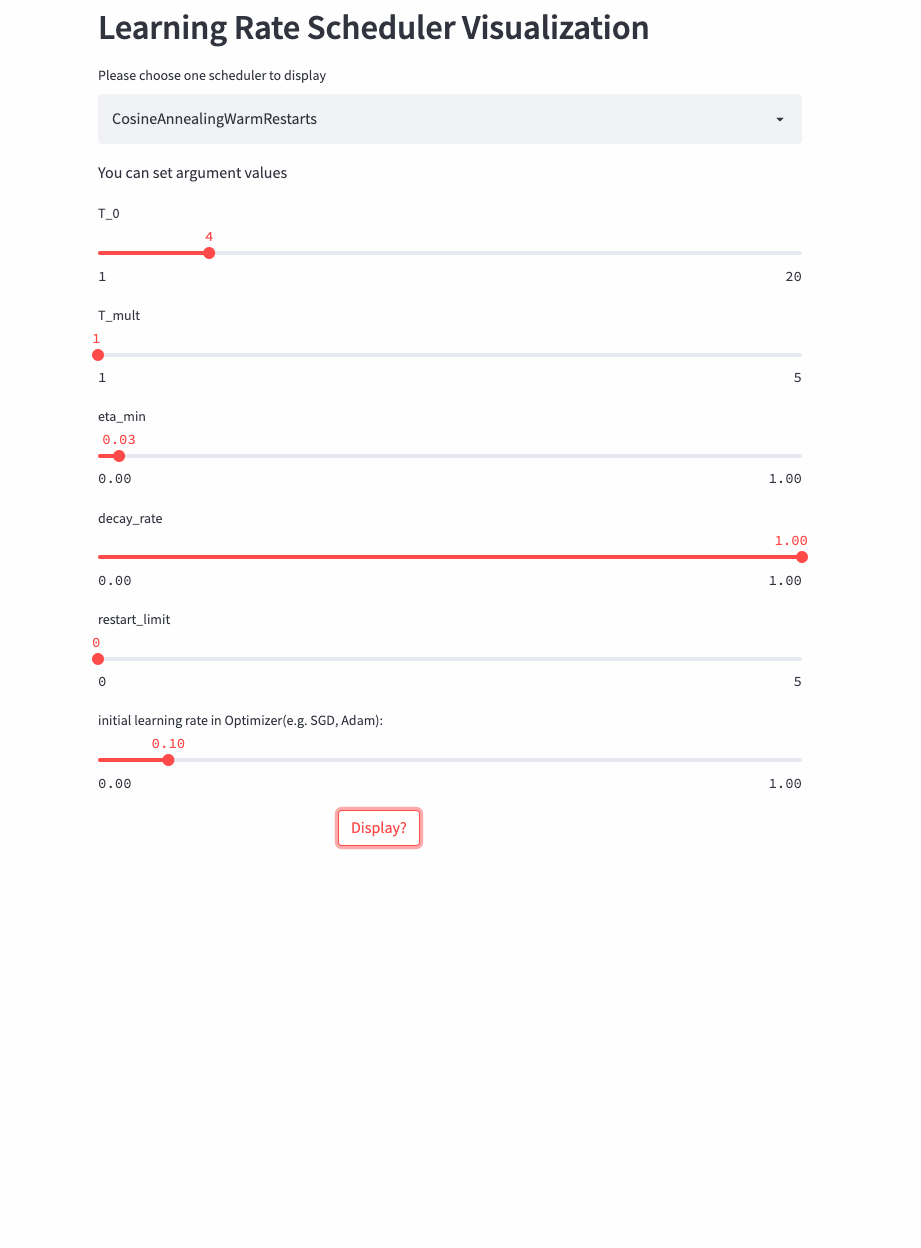 Learning Rate Scheduler Visualization
Please choose one scheduler to display
CosineAnnealingWarmRestarts
You can set argument values
T_0
4
1 20
T_mult
1
1 5
eta_min
0.03
0.00 1.00
decay_rate
1.00
0.00 1.00
restart_limit
0
0 5
initial learning rate in Optimizer(e.g. SGD, Adam):
0.10
0.00 1.00
Display?